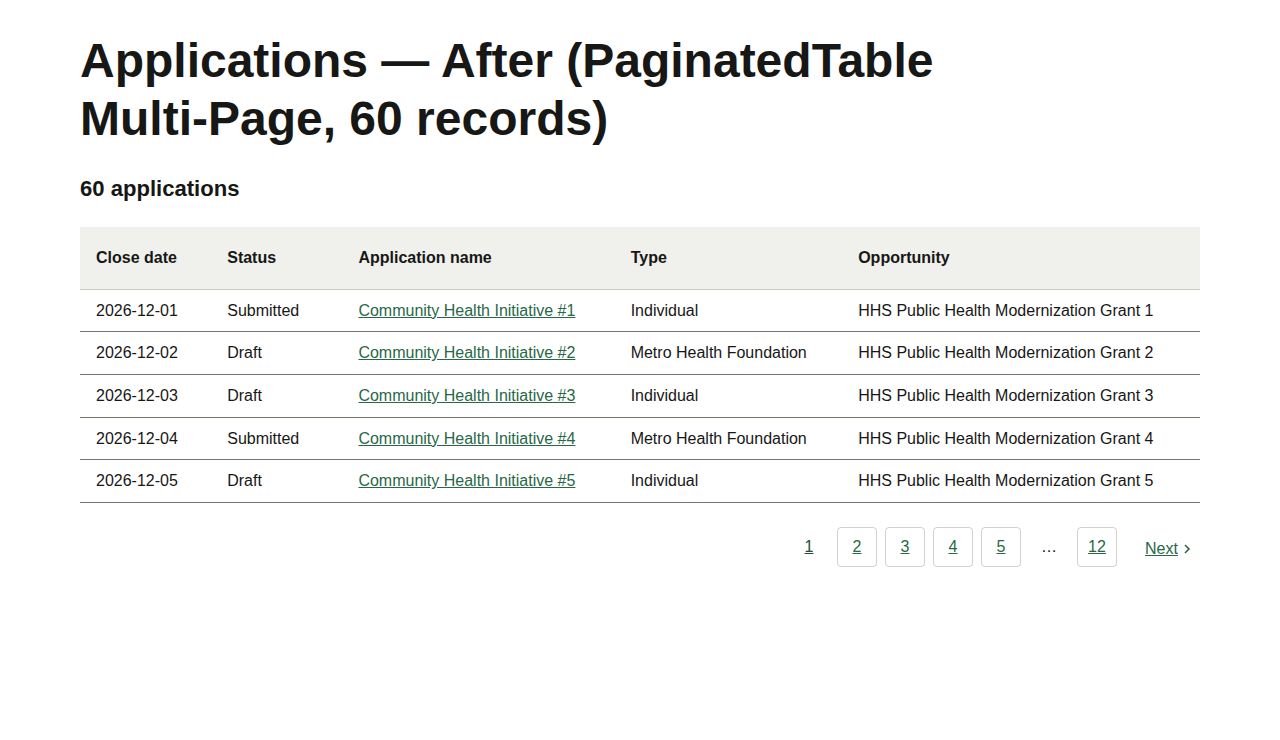 Applications — After (PaginatedTable
Multi-Page, 60 records)
60 applications
Close date Status Application name Type Opportunity
2026-12-01 Submitted Community Health Initiative #1 Individual HHS Public Health Modernization Grant 1
2026-12-02 Draft Community Health Initiative #2 Metro Health Foundation HHS Public Health Modernization Grant 2
2026-12-03 Draft Community Health Initiative #3 Individual HHS Public Health Modernization Grant 3
2026-12-04 Submitted Community Health Initiative #4 Metro Health Foundation HHS Public Health Modernization Grant 4
2026-12-05 Draft Community Health Initiative #5 Individual HHS Public Health Modernization Grant 5
1 2 3 4 5 … 12 Next ›